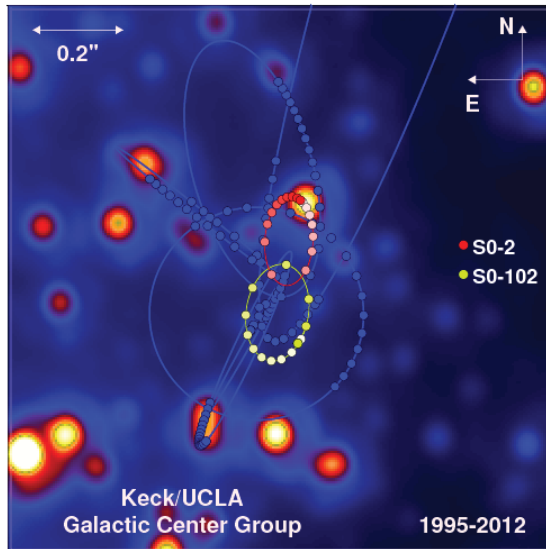 0.2"
N
E
S0-2
S0-102
Keck/UCLA
Galactic Center Group
1995-2012